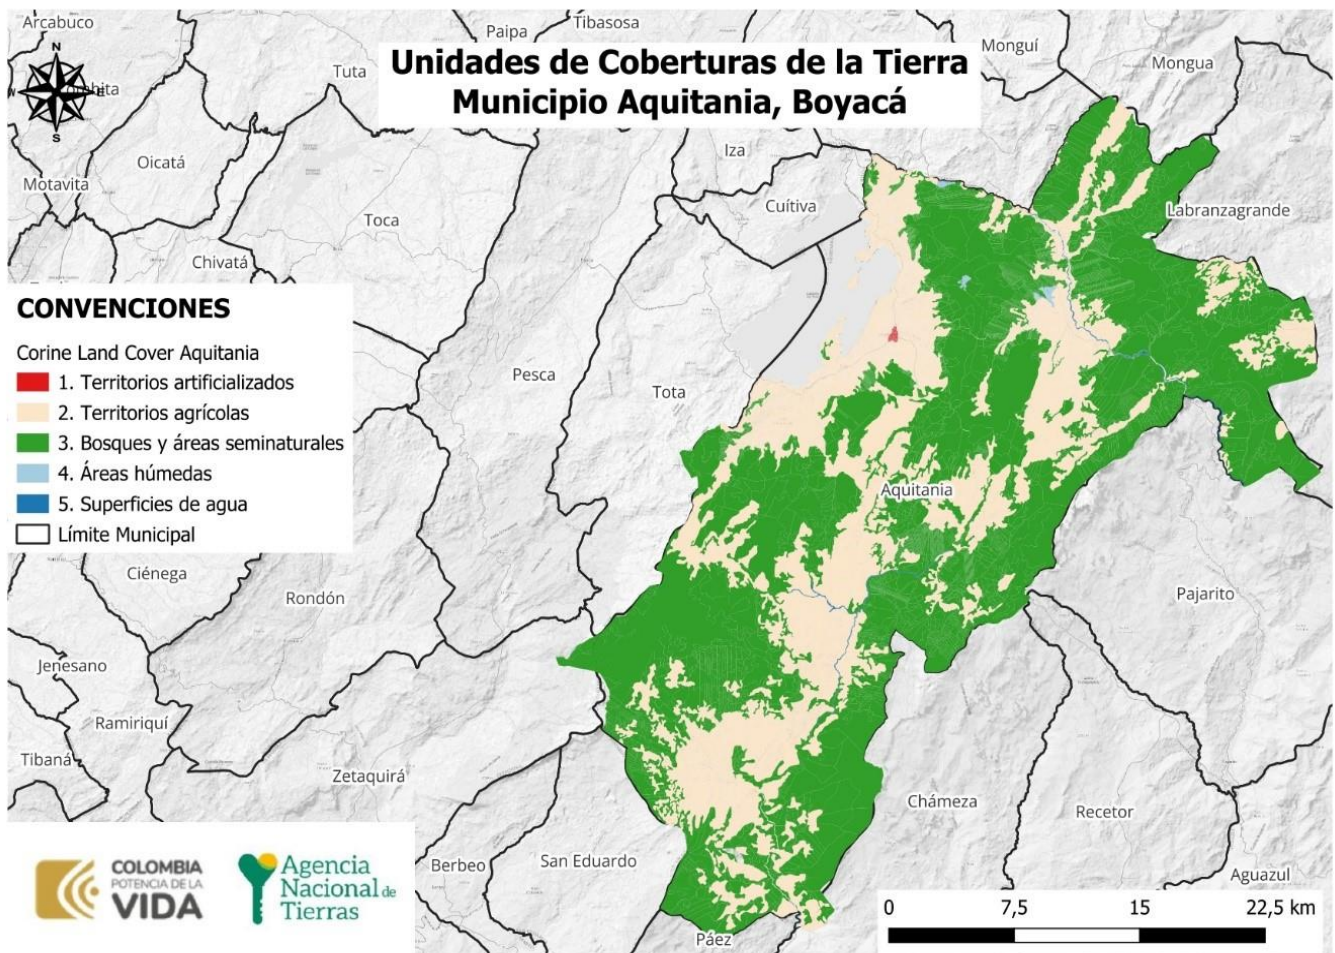 Arcabuco
Tibasosa
Paipa
Monguí
Mongua
Tuta
Unidades de Coberturas de la Tierra
Municipio Aquitania, Boyacá
N
E
S
Oicatá
Iza
Motavita
Cuítiva
Labranzagrande
Toca
Chivatá
CONVENCIONES
Corine Land Cover Aquitania
1. Territorios artificializados
2. Territorios agrícolas
3. Bosques y áreas seminaturales
4. Áreas húmedas
5. Superficies de agua
Límite Municipal
Pesca
Tota
Aquitania
Ciénega
Rondón
Pajarito
Jenesano
Ramiriquí
Tibaná
Zetaquirá
Chámeza
Recetor
Berbeo
San Eduardo
Aguazul
Páez
COLOMBIA
POTENCIA DE LA
VIDA
Agencia
Nacional de
Tierras
0 7,5 15 22,5 km